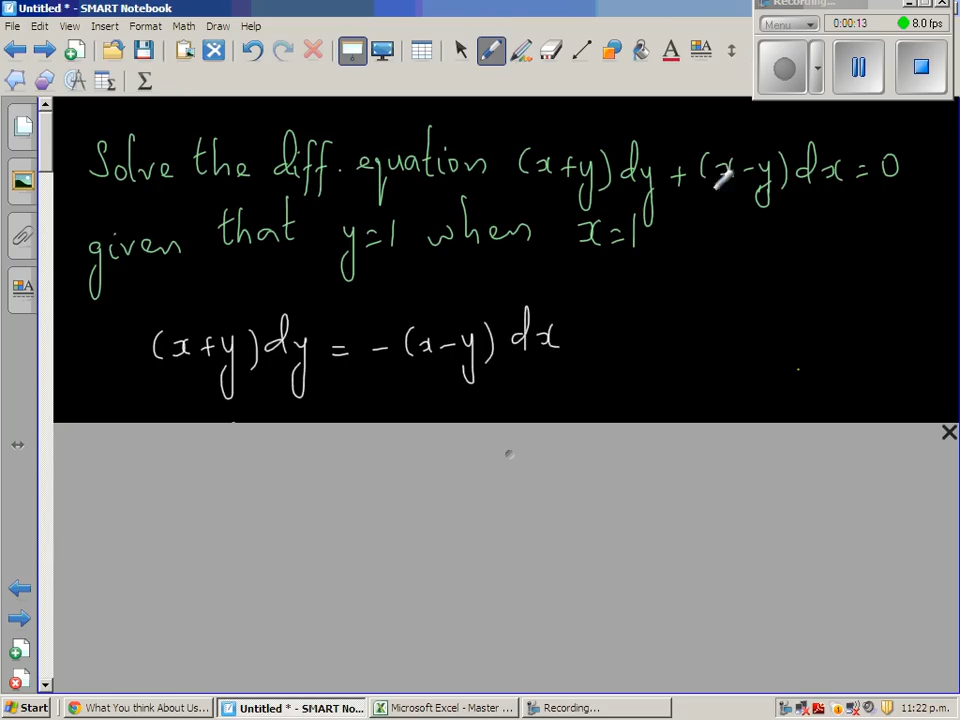 Untitled * - SMART Notebook
Recording...
File Edit View Insert Format Math Draw Help
Menu 0:00:13 8.0 fps
Solve the diff. equation (x+y)dy + (x-y)dx = 0
given that y=1 when x=1
(x+y)dy = -(x-y) dx
Start What You think About Us... Untitled * - SMART No... Microsoft Excel - Master ... Recording... 11:22 p.m.